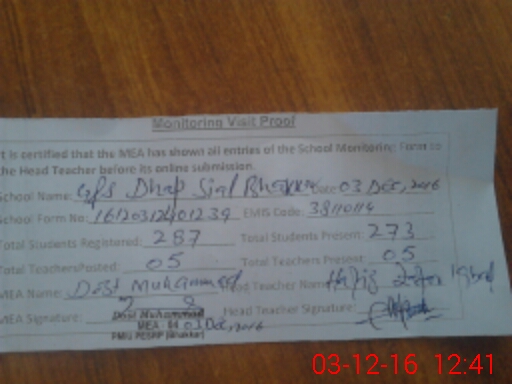 Monitoring Visit Proof
It is certified that the MEA has shown all entries of the School Monitoring Form to
the Head Teacher before its online submission.
School Name: GPS Dhap Sial Date 03 DEC, 2016
School Form No: EMIS Code: 38110114
Total Students Registered: 287 Total Students Present: 273
Total Teachers Posted: 05 Total Teachers Present: 05
MEA Name: Dost Muhammad Head Teacher Name: Hafiz
MEA Signature: Head Teacher Signature:
Dost Muhammad
MEA - 84 03 Dec, 2016
PMIU PESRP (Bhakkar)
03-12-16 12:41